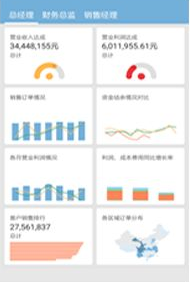 总经理 财务总监 销售经理
营业收入达成
34,448,155元
总计
营业利润达成
6,011,955.61元
总计
销售订单情况
资金结余情况对比
各月营业利润情况
利润、成本费用同比增长率
客户销售排行
27,561,837
总计
各区域订单分布